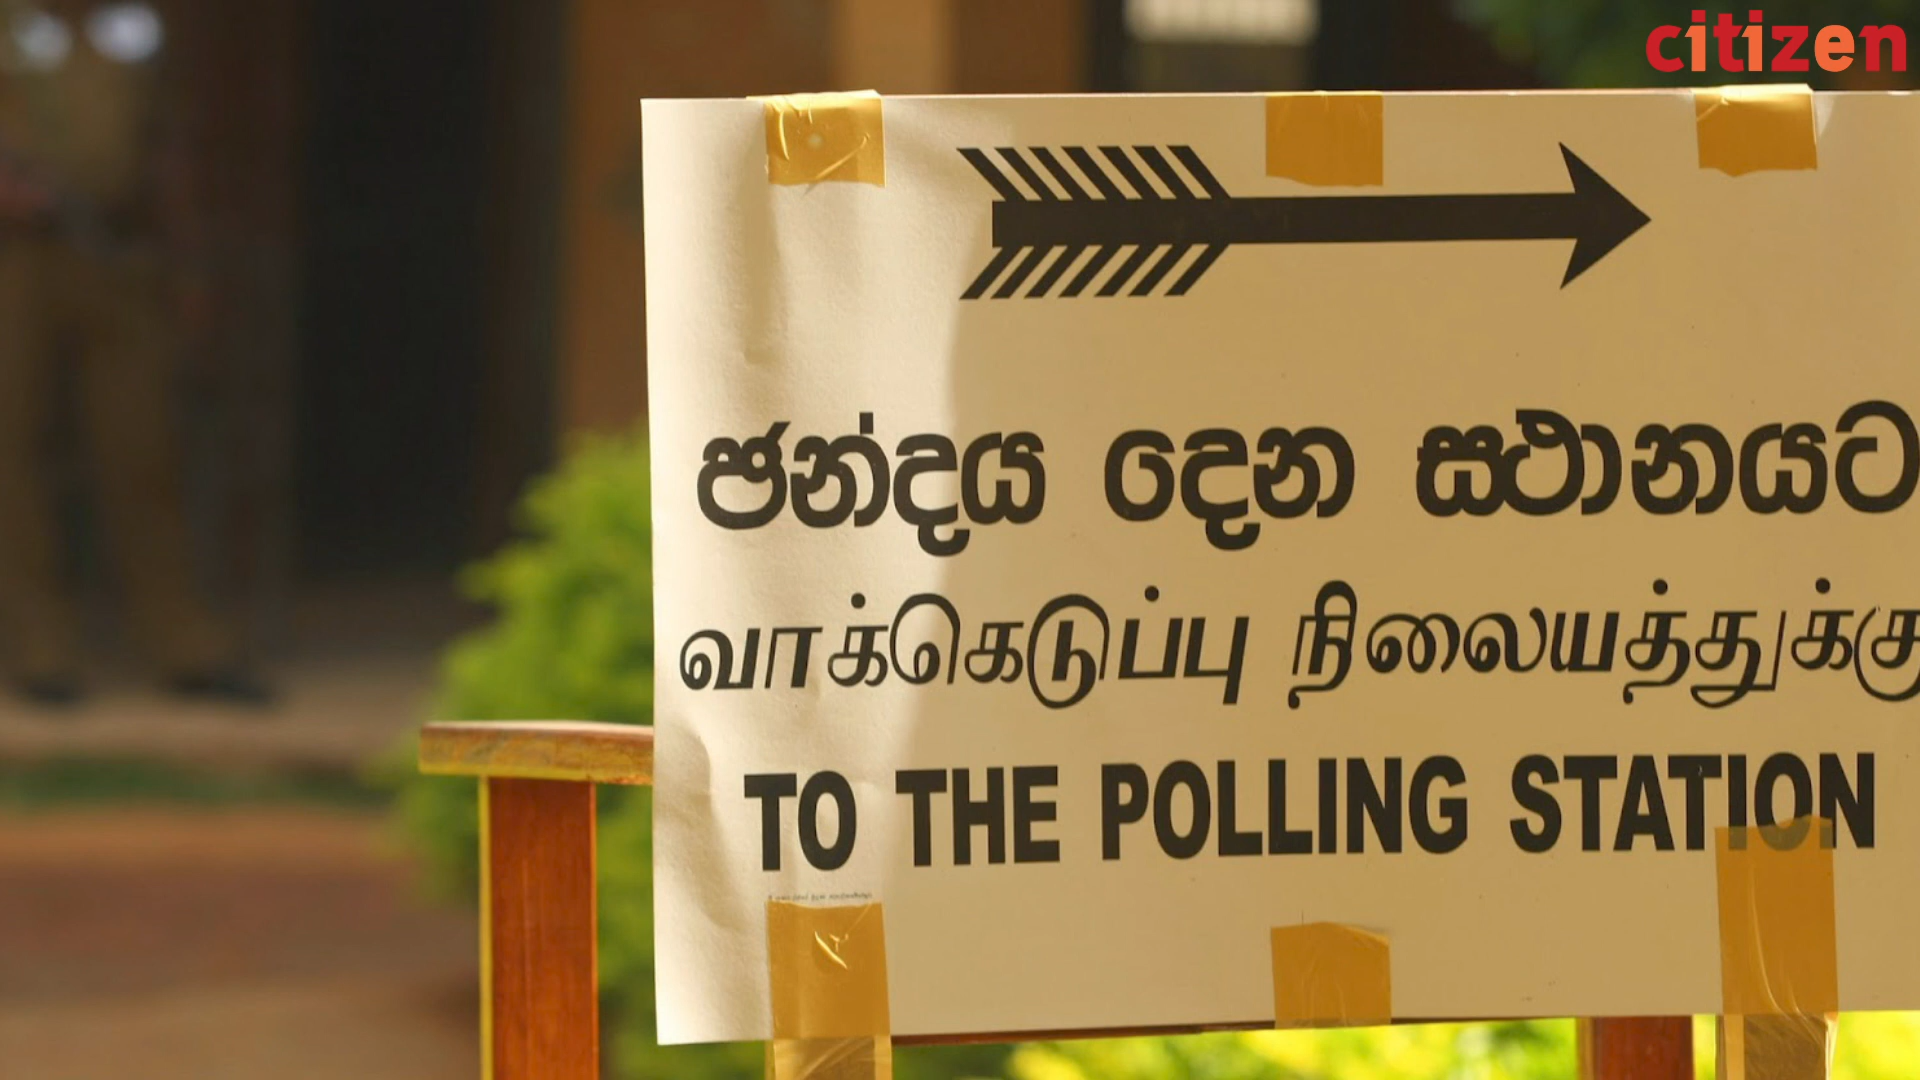 citizen
ඡන්දය දෙන ස්ථානයට
வாக்கெடுப்பு நிலையத்துக்கு
TO THE POLLING STATION